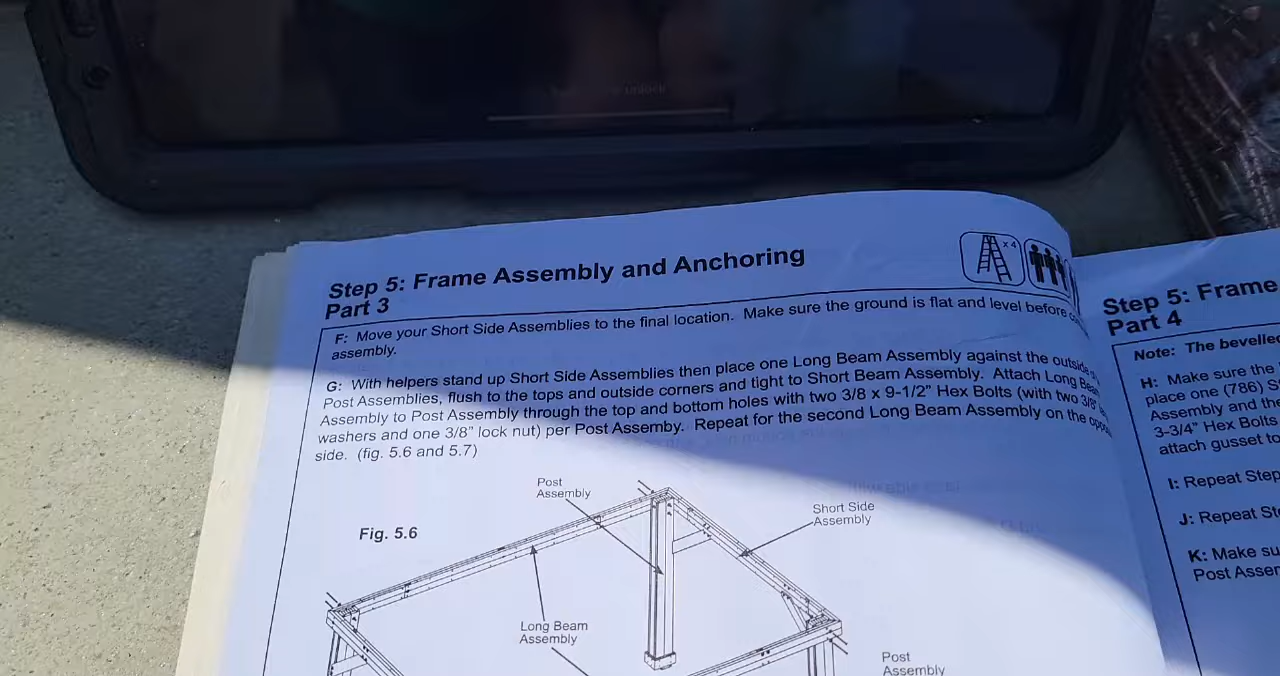 unlock
Step 5: Frame Assembly and Anchoring
Part 3
x 4
F: Move your Short Side Assemblies to the final location. Make sure the ground is flat and level before
assembly.
G: With helpers stand up Short Side Assemblies then place one Long Beam Assembly against the outside
Post Assemblies, flush to the tops and outside corners and tight to Short Beam Assembly. Attach Long Beam
Assembly to Post Assembly through the top and bottom holes with two 3/8 x 9-1/2” Hex Bolts (with two 3/8”
washers and one 3/8” lock nut) per Post Assemby. Repeat for the second Long Beam Assembly on the
side. (fig. 5.6 and 5.7)
Fig. 5.6
Post
Assembly
Short Side
Assembly
Long Beam
Assembly
Post
Assembly
Step 5: Frame
Part 4
Note: The
H: Make sure the
place one (786)
Assembly and the
3-3/4” Hex Bolts
attach gusset to
I: Repeat Step
J: Repeat
K: Make
Post